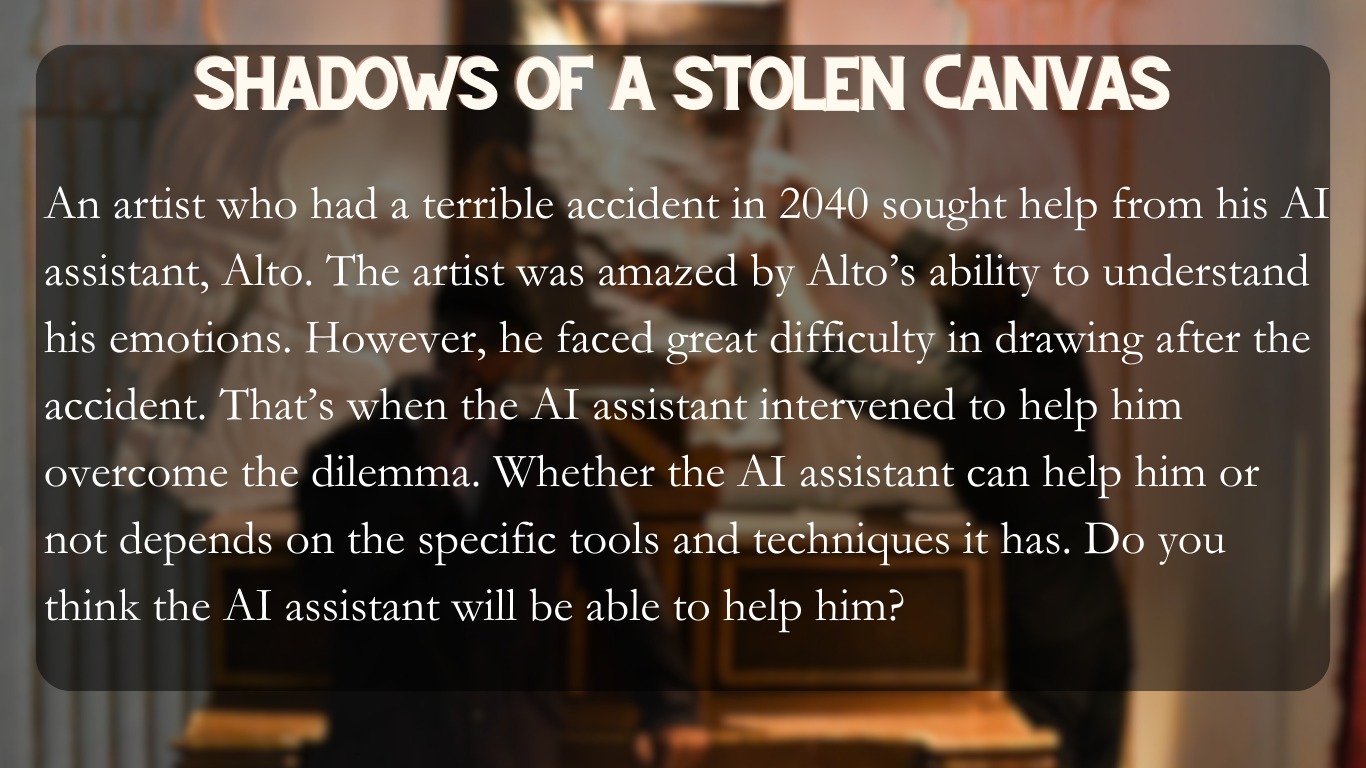 SHADOWS OF A STOLEN CANVAS
An artist who had a terrible accident in 2040 sought help from his AI
assistant, Alto. The artist was amazed by Alto’s ability to understand
his emotions. However, he faced great difficulty in drawing after the
accident. That’s when the AI assistant intervened to help him
overcome the dilemma. Whether the AI assistant can help him or
not depends on the specific tools and techniques it has. Do you
think the AI assistant will be able to help him?